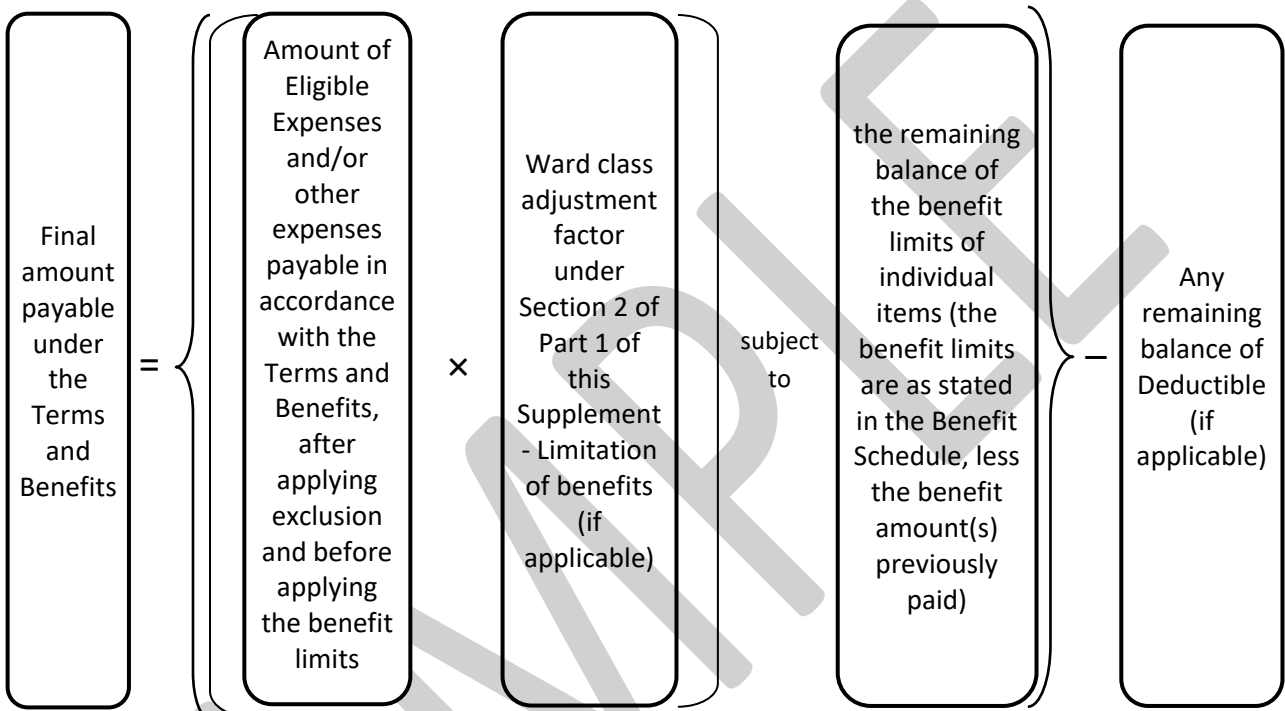 Final
amount
payable
under
the
Terms
and
Benefits
=
Amount of
Eligible
Expenses
and/or
other
expenses
payable in
accordance
with the
Terms and
Benefits,
after
applying
exclusion
and before
applying
the benefit
limits
×
Ward class
adjustment
factor
under
Section 2 of
Part 1 of
this
Supplement
- Limitation
of benefits
(if
applicable)
subject
to
the remaining
balance of
the benefit
limits of
individual
items (the
benefit limits
are as stated
in the Benefit
Schedule, less
the benefit
amount(s)
previously
paid)
–
Any
remaining
balance of
Deductible
(if
applicable)
MPLE